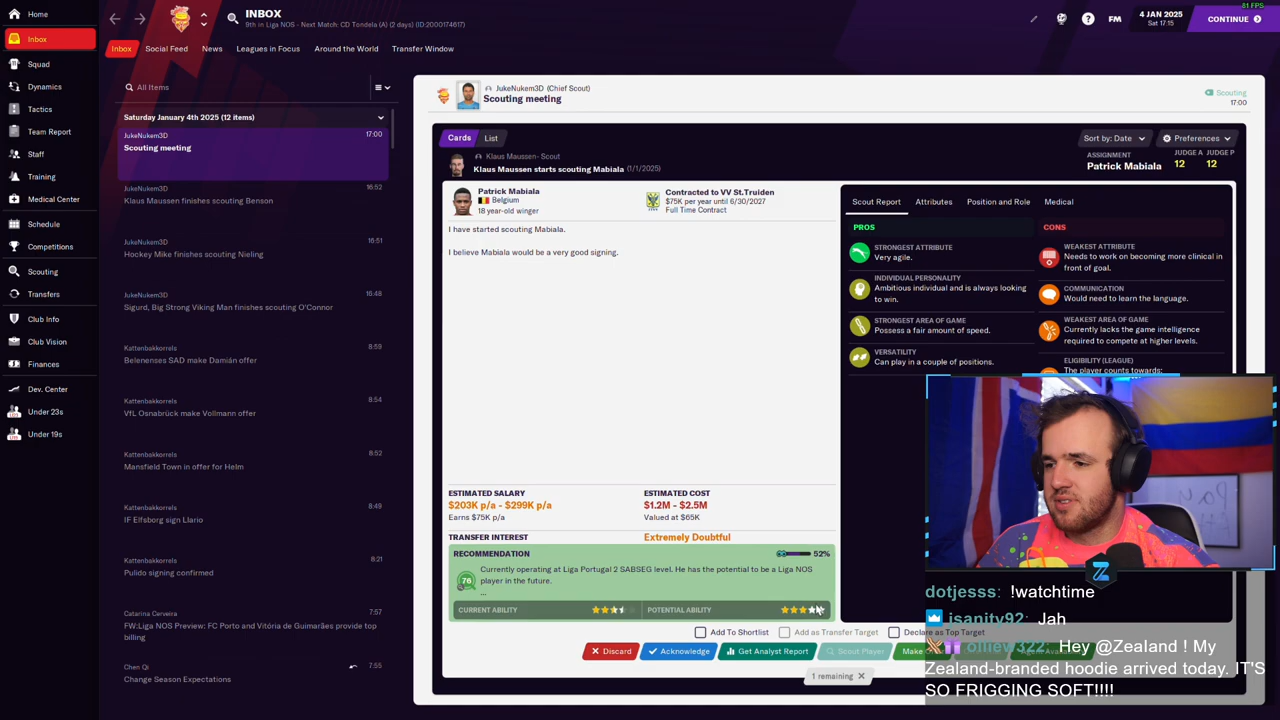 Home
Inbox
Squad
Dynamics
Tactics
Team Report
Staff
Training
Medical Center
Schedule
Competitions
Scouting
Transfers
Club Info
Club Vision
Finances
Dev. Center
Under 23s
Under 19s
INBOX
9th in Liga NOS - Next Match: CD Tondela (A) (2 days) (ID:2000174617)
FM
4 JAN 2025
Sat 17:15
81 FPS
CONTINUE
Inbox
Social Feed
News
Leagues in Focus
Around the World
Transfer Window
All Items
Saturday January 4th 2025 (12 items)
JukeNukem3D
17:00
Scouting meeting
JukeNukem3D
16:52
Klaus Maussen finishes scouting Benson
JukeNukem3D
16:51
Hockey Mike finishes scouting Nieling
JukeNukem3D
16:48
Sigurd, Big Strong Viking Man finishes scouting O'Connor
Kattenbakkorrels
8:59
Belenenses SAD make Damián offer
Kattenbakkorrels
8:54
VfL Osnabrück make Vollmann offer
Kattenbakkorrels
8:52
Mansfield Town in offer for Helm
Kattenbakkorrels
8:49
IF Elfsborg sign Llario
Kattenbakkorrels
8:21
Pulido signing confirmed
Catarina Cerveira
7:57
FW:Liga NOS Preview: FC Porto and Vitória de Guimarães provide top
billing
Chen Qi
7:55
Change Season Expectations
JukeNukem3D (Chief Scout)
Scouting meeting
Scouting
17:00
Cards
List
Sort by: Date
Preferences
Klaus Maussen - Scout
Klaus Maussen starts scouting Mabiala (1/1/2025)
ASSIGNMENT
Patrick Mabiala
JUDGE A
12
JUDGE P
12
Patrick Mabiala
Belgium
18 year-old winger
Contracted to VV St.Truiden
$75K per year until 6/30/2027
Full Time Contract
I have started scouting Mabiala.
I believe Mabiala would be a very good signing.
Scout Report
Attributes
Position and Role
Medical
PROS
STRONGEST ATTRIBUTE
Very agile.
INDIVIDUAL PERSONALITY
Ambitious individual and is always looking
to win.
STRONGEST AREA OF GAME
Possess a fair amount of speed.
VERSATILITY
Can play in a couple of positions.
CONS
WEAKEST ATTRIBUTE
Needs to work on becoming more clinical in
front of goal.
COMMUNICATION
Would need to learn the language.
WEAKEST AREA OF GAME
Currently lacks the game intelligence
required to compete at higher levels.
ELIGIBILITY (LEAGUE)
The player counts towards:
ESTIMATED SALARY
$203K p/a - $299K p/a
Earns $75K p/a
ESTIMATED COST
$1.2M - $2.5M
Valued at $65K
TRANSFER INTEREST
Extremely Doubtful
RECOMMENDATION
52%
76
Currently operating at Liga Portugal 2 SABSEG level. He has the potential to be a Liga NOS
player in the future.
...
CURRENT ABILITY
POTENTIAL ABILITY
Add To Shortlist
Add as Transfer Target
Declare as Top Target
Discard
Acknowledge
Get Analyst Report
Scout Player
1 remaining
dotjesss: !watchtime
isanity92: Jah
olliew322: Hey @Zealand ! My
Zealand-branded hoodie arrived today. IT'S
SO FRIGGING SOFT!!!!